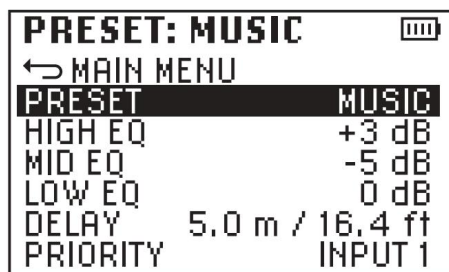 PRESET: MUSIC
MAIN MENU
PRESET MUSIC
HIGH EQ +3 dB
MID EQ -5 dB
LOW EQ 0 dB
DELAY 5.0 m / 16.4 ft
PRIORITY INPUT 1